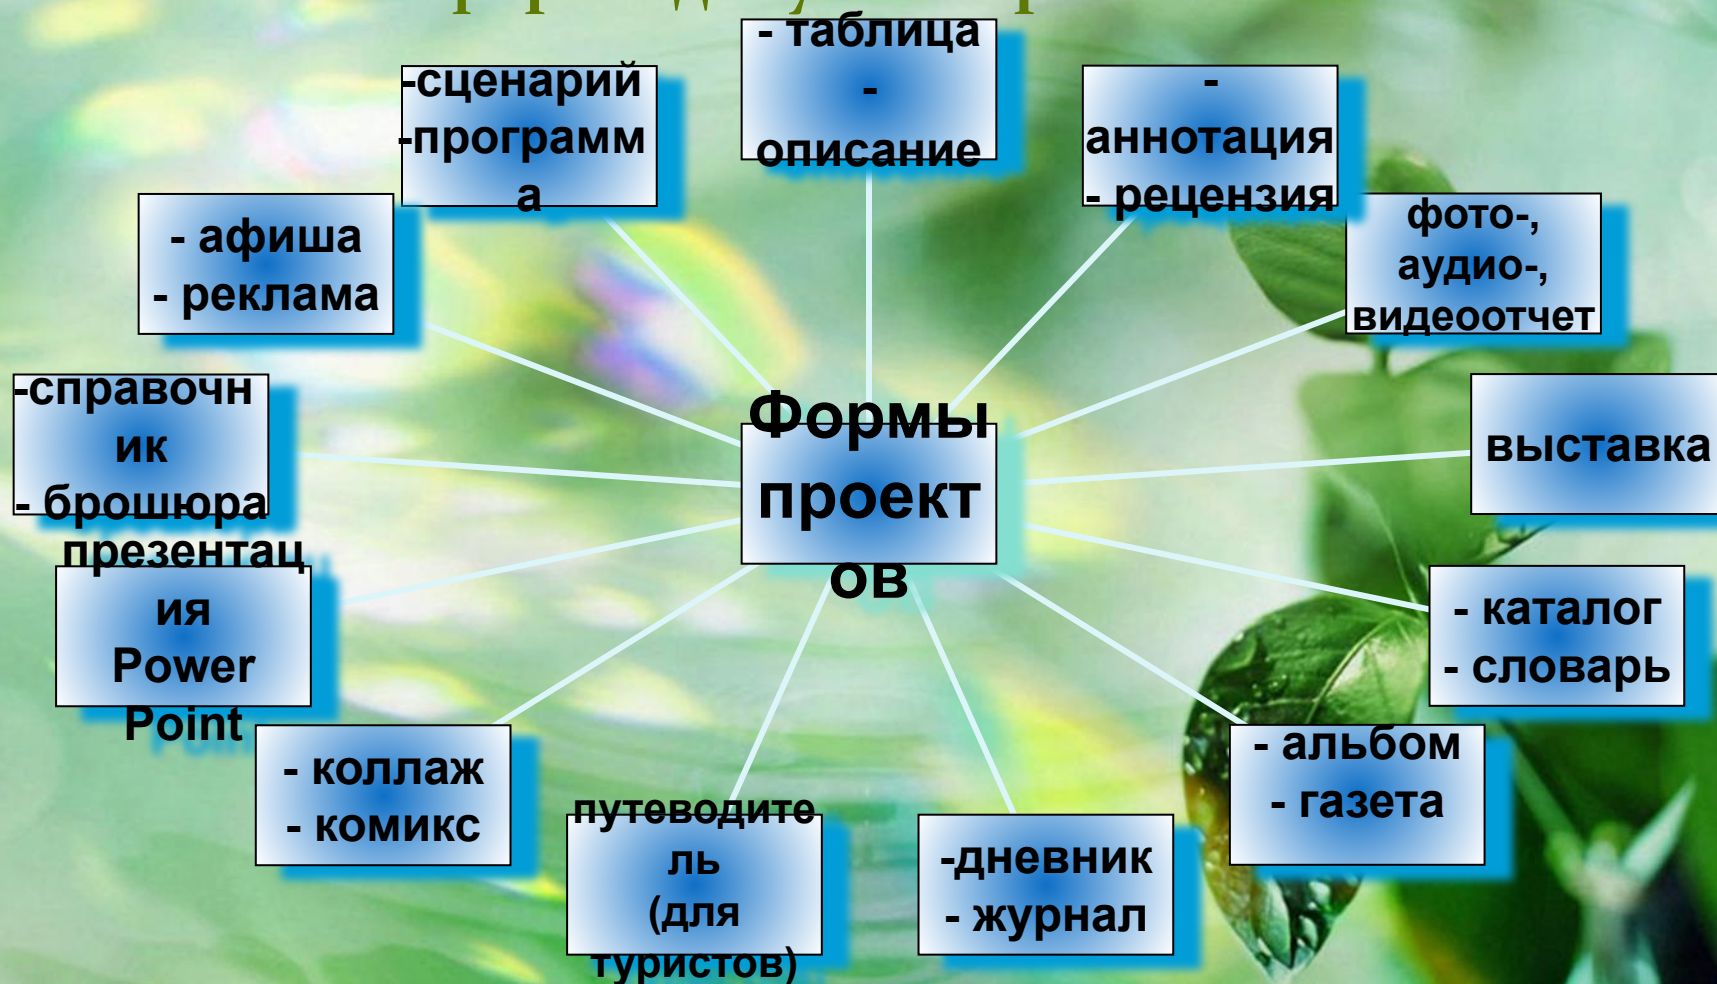 - таблица
-
описание
-сценарий
-программ
а
-
аннотация
- рецензия
- афиша
- реклама
фото-,
аудио-,
видеоотчет
-справочн
ик
- брошюра
Формы
проект
ов
выставка
презентац
ия
Power
Point
- каталог
- словарь
- коллаж
- комикс
- альбом
- газета
путеводите
ль
(для
туристов)
-дневник
- журнал